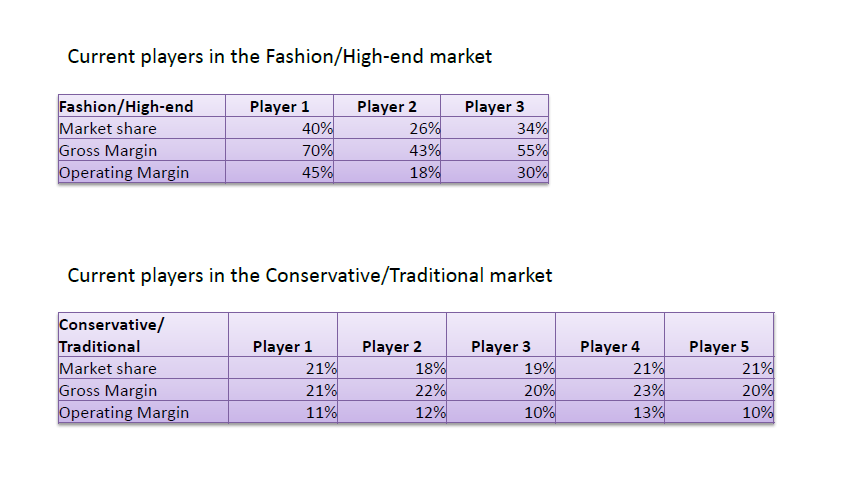 Current players in the Fashion/High-end market
Fashion/High-end Player 1 Player 2 Player 3
Market share 40% 26% 34%
Gross Margin 70% 43% 55%
Operating Margin 45% 18% 30%
Current players in the Conservative/Traditional market
Conservative/
Traditional Player 1 Player 2 Player 3 Player 4 Player 5
Market share 21% 18% 19% 21% 21%
Gross Margin 21% 22% 20% 23% 20%
Operating Margin 11% 12% 10% 13% 10%